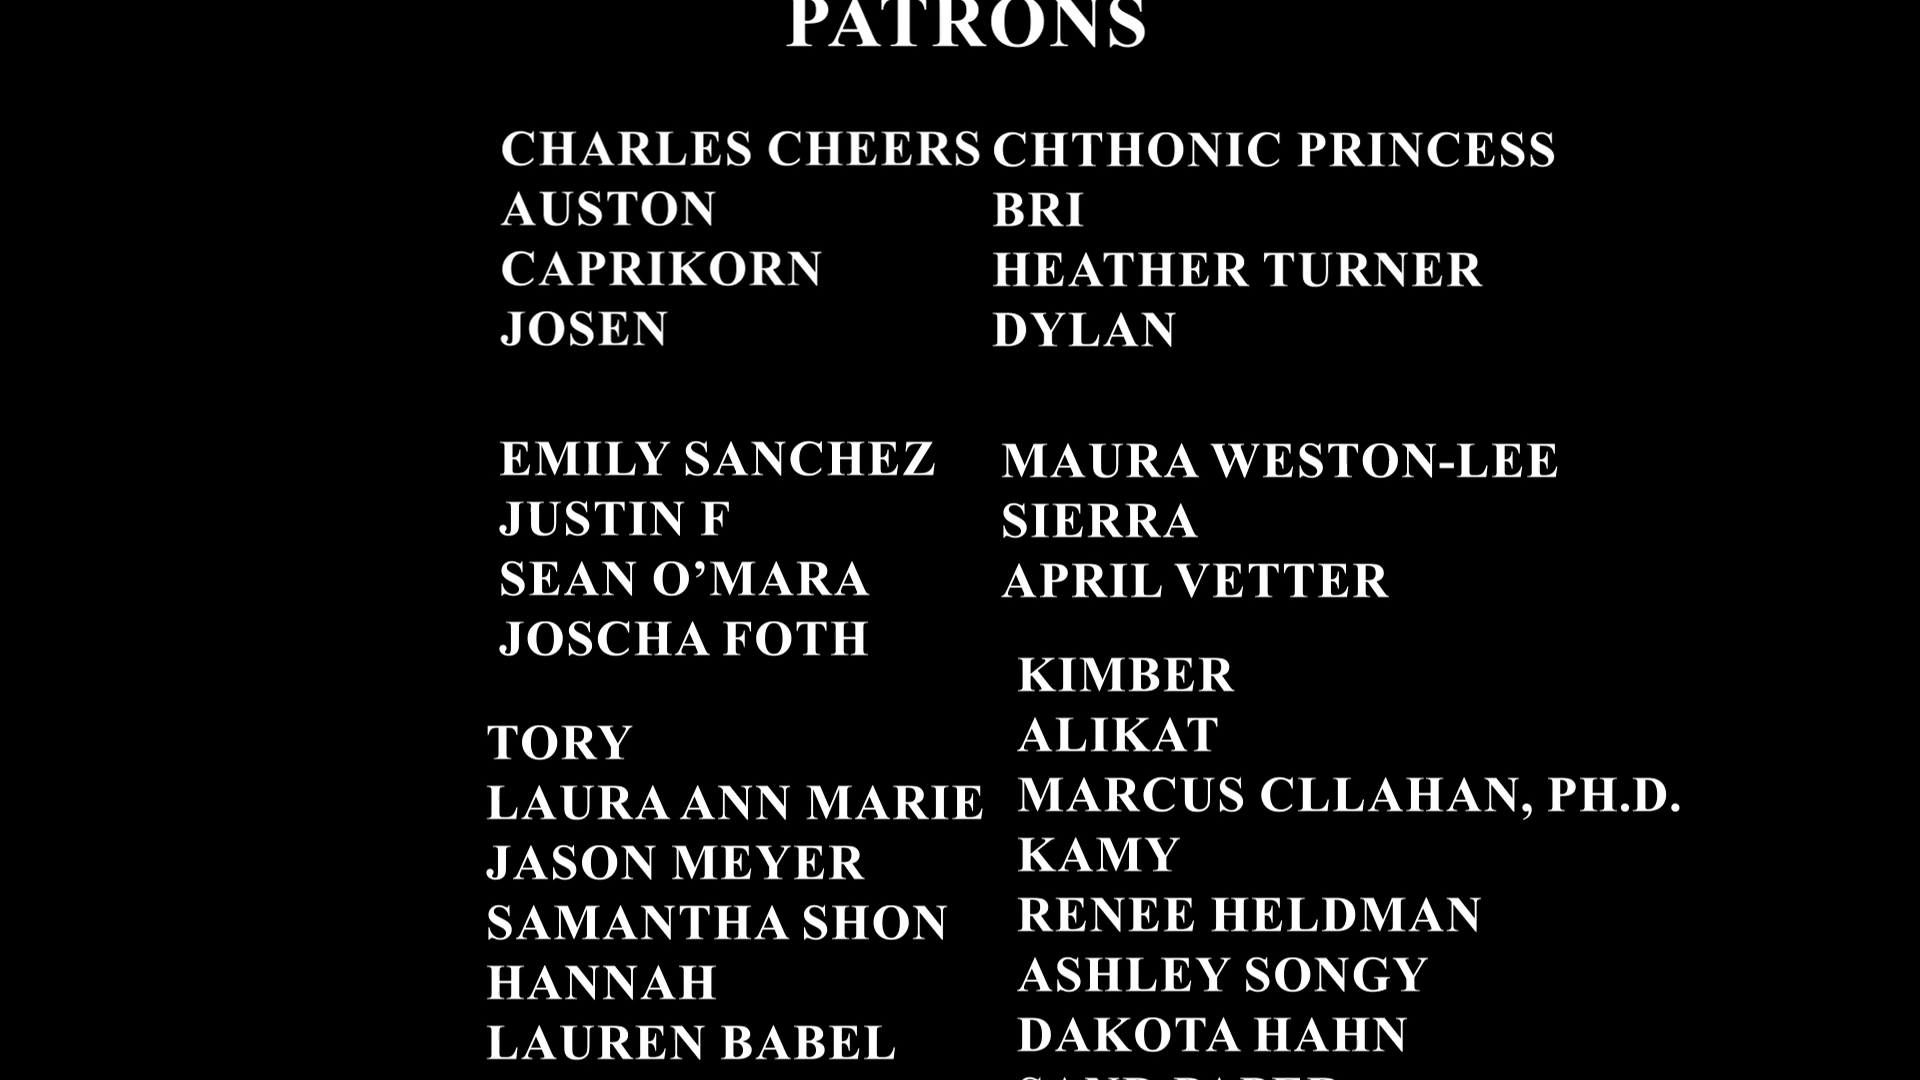 PATRONS
CHARLES CHEERS
AUSTON
CAPRIKORN
JOSEN
CHTHONIC PRINCESS
BRI
HEATHER TURNER
DYLAN
EMILY SANCHEZ
JUSTIN F
SEAN O’MARA
JOSCHA FOTH
MAURA WESTON-LEE
SIERRA
APRIL VETTER
TORY
LAURA ANN MARIE
JASON MEYER
SAMANTHA SHON
HANNAH
LAUREN BABEL
KIMBER
ALIKAT
MARCUS CLLAHAN, PH.D.
KAMY
RENEE HELDMAN
ASHLEY SONGY
DAKOTA HAHN